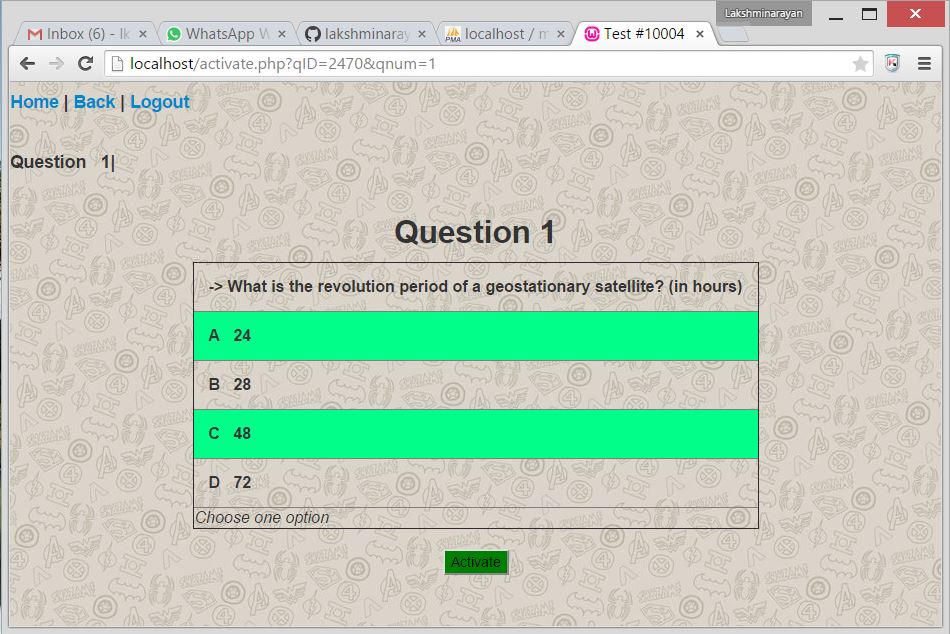 Lakshminarayan
Inbox (6) - lk
WhatsApp W
lakshminaray
localhost / m
Test #10004
localhost/activate.php?qID=2470&qnum=1
Home | Back | Logout
Question 1|
Question 1
-> What is the revolution period of a geostationary satellite? (in hours)
A 24
B 28
C 48
D 72
Choose one option
Activate